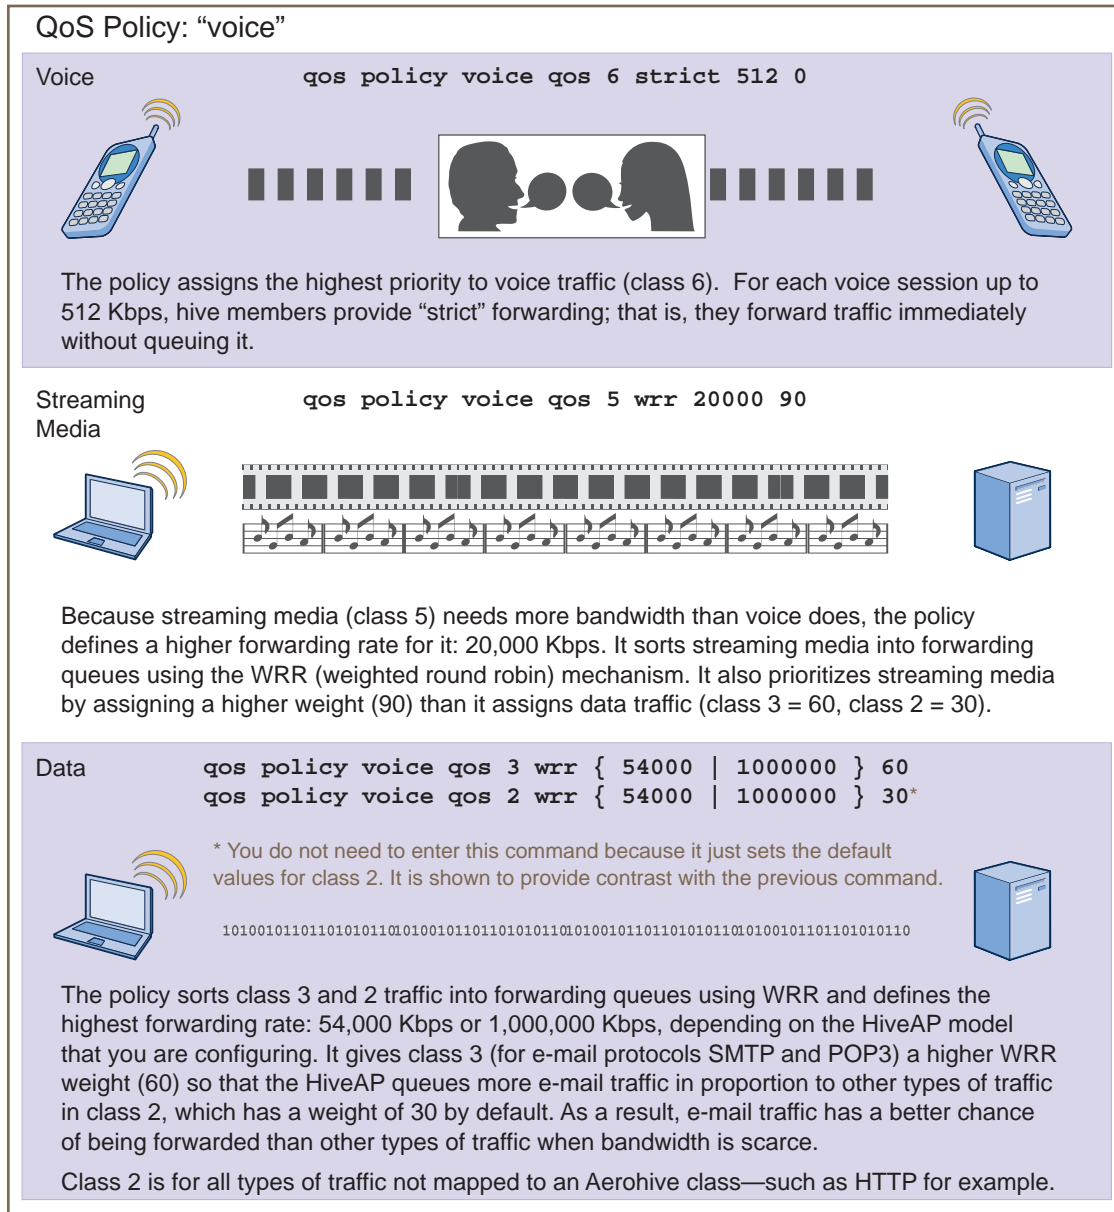 QoS Policy: “voice”
Voice
qos policy voice qos 6 strict 512 0
The policy assigns the highest priority to voice traffic (class 6).  For each voice session up to
512 Kbps, hive members provide “strict” forwarding; that is, they forward traffic immediately
without queuing it.
Streaming
Media
qos policy voice qos 5 wrr 20000 90
Because streaming media (class 5) needs more bandwidth than voice does, the policy
defines a higher forwarding rate for it: 20,000 Kbps. It sorts streaming media into forwarding
queues using the WRR (weighted round robin) mechanism. It also prioritizes streaming media
by assigning a higher weight (90) than it assigns data traffic (class 3 = 60, class 2 = 30).
Data
qos policy voice qos 3 wrr { 54000 | 1000000 } 60
qos policy voice qos 2 wrr { 54000 | 1000000 } 30*
* You do not need to enter this command because it just sets the default
values for class 2. It is shown to provide contrast with the previous command.
10100101101101010110101001011011010101101010010110110101011010100101101101010110
The policy sorts class 3 and 2 traffic into forwarding queues using WRR and defines the
highest forwarding rate: 54,000 Kbps or 1,000,000 Kbps, depending on the HiveAP model
that you are configuring. It gives class 3 (for e-mail protocols SMTP and POP3) a higher WRR
weight (60) so that the HiveAP queues more e-mail traffic in proportion to other types of traffic
in class 2, which has a weight of 30 by default. As a result, e-mail traffic has a better chance
of being forwarded than other types of traffic when bandwidth is scarce.
Class 2 is for all types of traffic not mapped to an Aerohive class—such as HTTP for example.